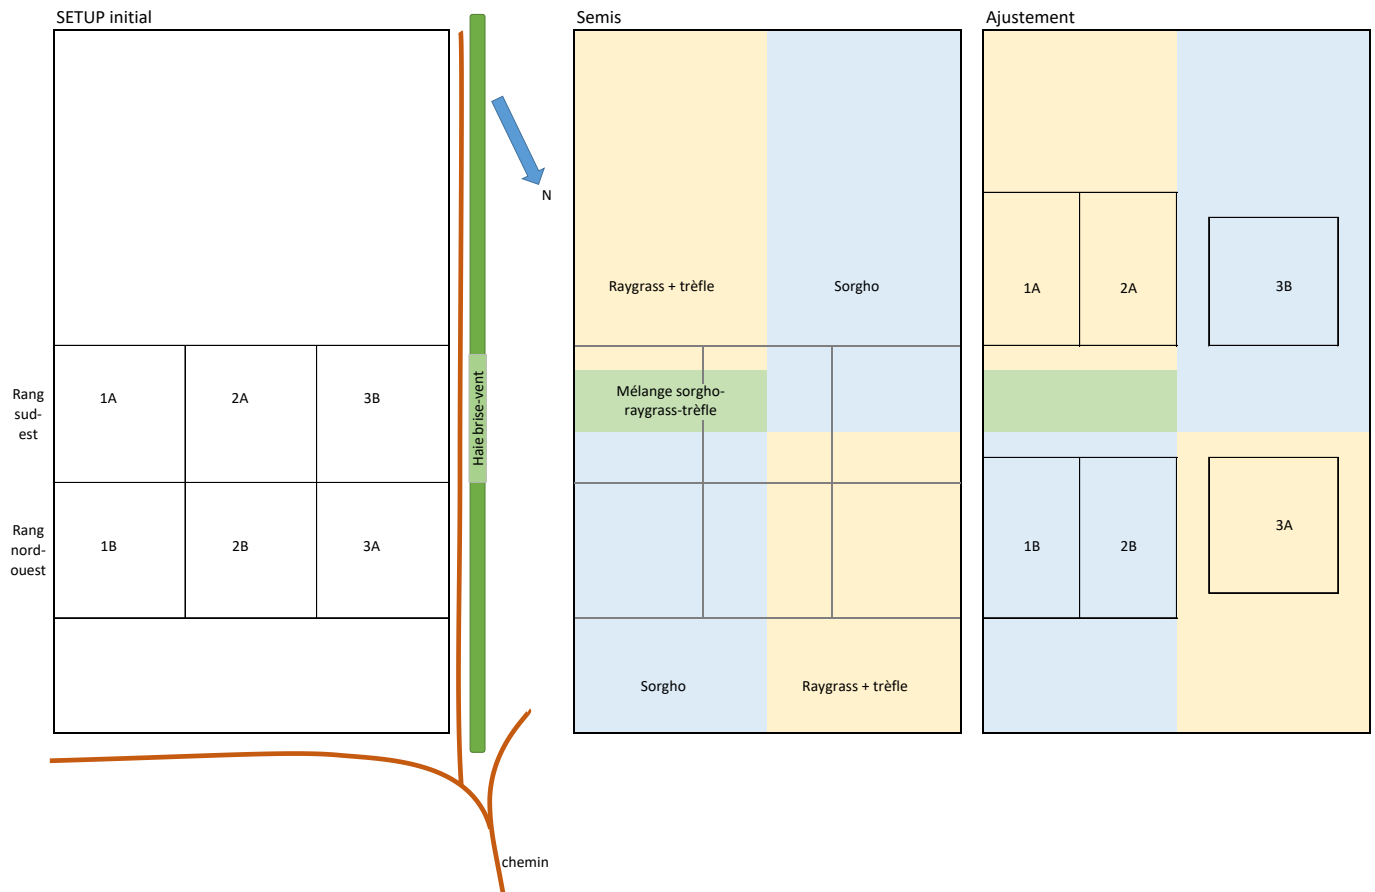 SETUP initial
Semis
Ajustement
N
Raygrass + trèfle
Sorgho
1A
2A
3B
Rang
sud-
est
1A
2A
3B
Haie brise-vent
Mélange sorgho-
raygrass-trèfle
Rang
nord-
ouest
1B
2B
3A
1B
2B
3A
Sorgho
Raygrass + trèfle
chemin